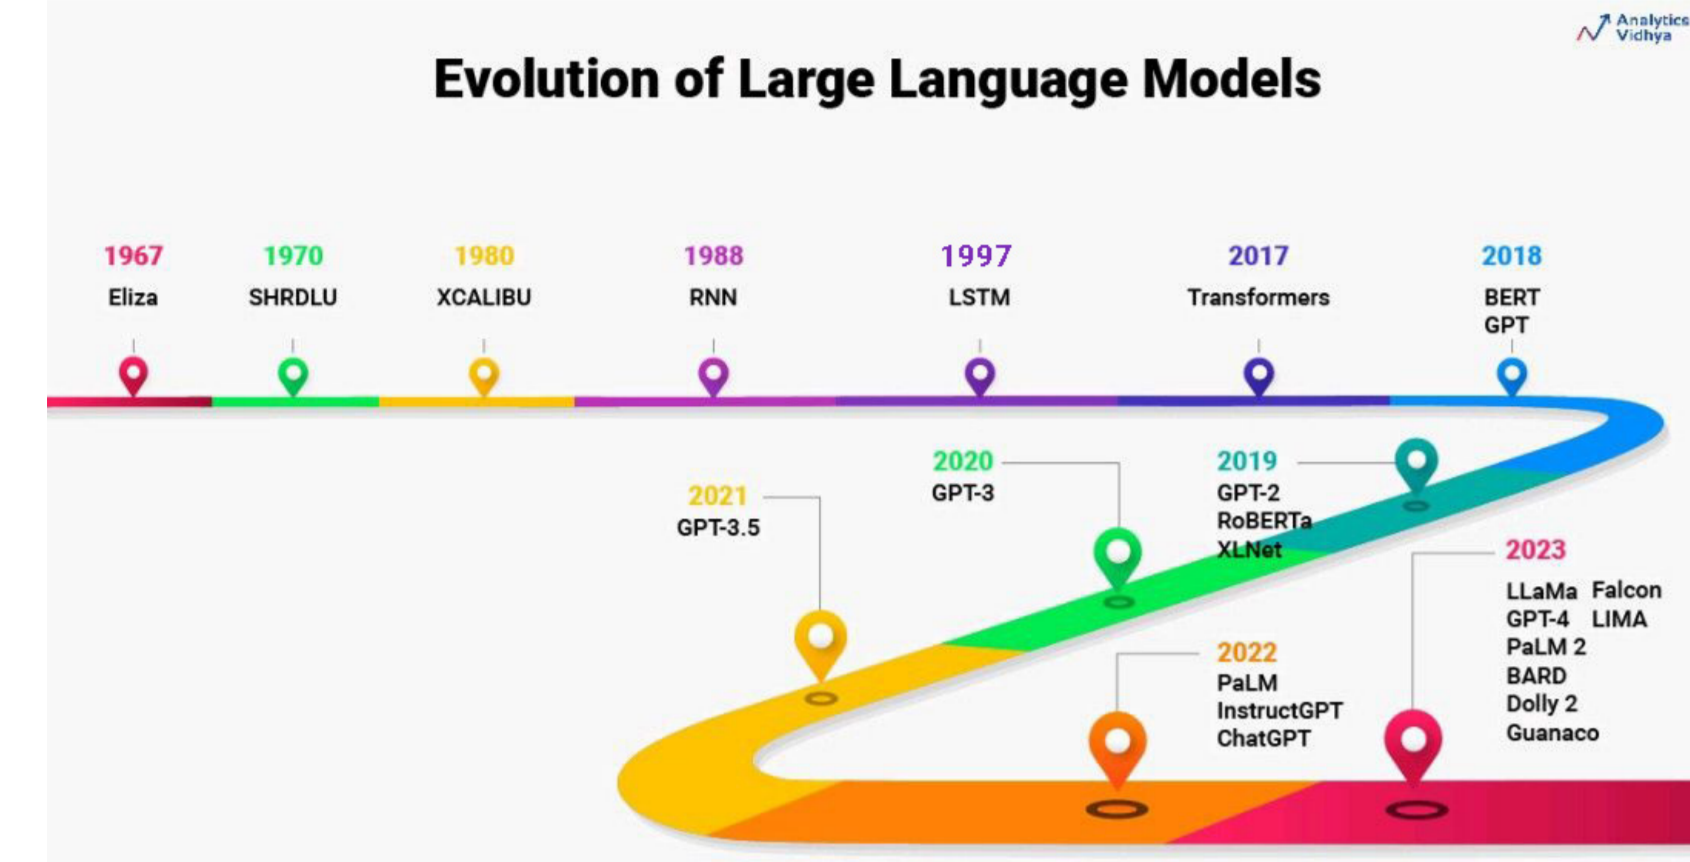 Analytics
Vidhya
Evolution of Large Language Models
1967
Eliza
1970
SHRDLU
1980
XCALIBU
1988
RNN
1997
LSTM
2017
Transformers
2018
BERT
GPT
2019
GPT-2
RoBERTa
XLNet
2020
GPT-3
2021
GPT-3.5
2022
PaLM
InstructGPT
ChatGPT
2023
LLaMa Falcon
GPT-4 LIMA
PaLM 2
BARD
Dolly 2
Guanaco